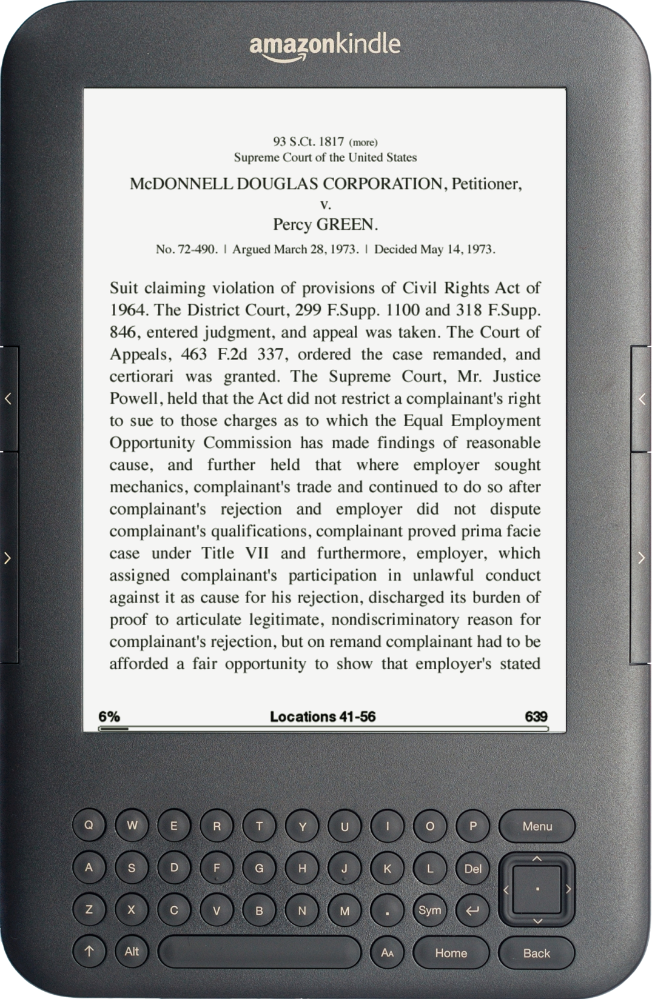 amazonkindle
93 S.Ct. 1817 (more)
Supreme Court of the United States
McDONNELL DOUGLAS CORPORATION, Petitioner,
v.
Percy GREEN.
No. 72-490. | Argued March 28, 1973. | Decided May 14, 1973.
Suit claiming violation of provisions of Civil Rights Act of
1964. The District Court, 299 F.Supp. 1100 and 318 F.Supp.
846, entered judgment, and appeal was taken. The Court of
Appeals, 463 F.2d 337, ordered the case remanded, and
certiorari was granted. The Supreme Court, Mr. Justice
Powell, held that the Act did not restrict a complainant's right
to sue to those charges as to which the Equal Employment
Opportunity Commission has made findings of reasonable
cause, and further held that where employer sought
mechanics, complainant's trade and continued to do so after
complainant's rejection and employer did not dispute
complainant's qualifications, complainant proved prima facie
case under Title VII and furthermore, employer, which
assigned complainant's participation in unlawful conduct
against it as cause for his rejection, discharged its burden of
proof to articulate legitimate, nondiscriminatory reason for
complainant's rejection, but on remand complainant had to be
afforded a fair opportunity to show that employer's stated
6% Locations 41-56 639
Q W E R T Y U I O P Menu
A S D F G H J K L Del
Z X C V B N M . Sym
Alt AA Home Back